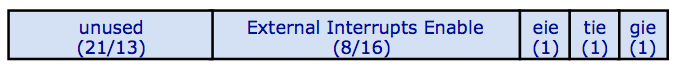 unused External Interrupts Enable eie tie gie
(21/13) (8/16) (1) (1) (1)